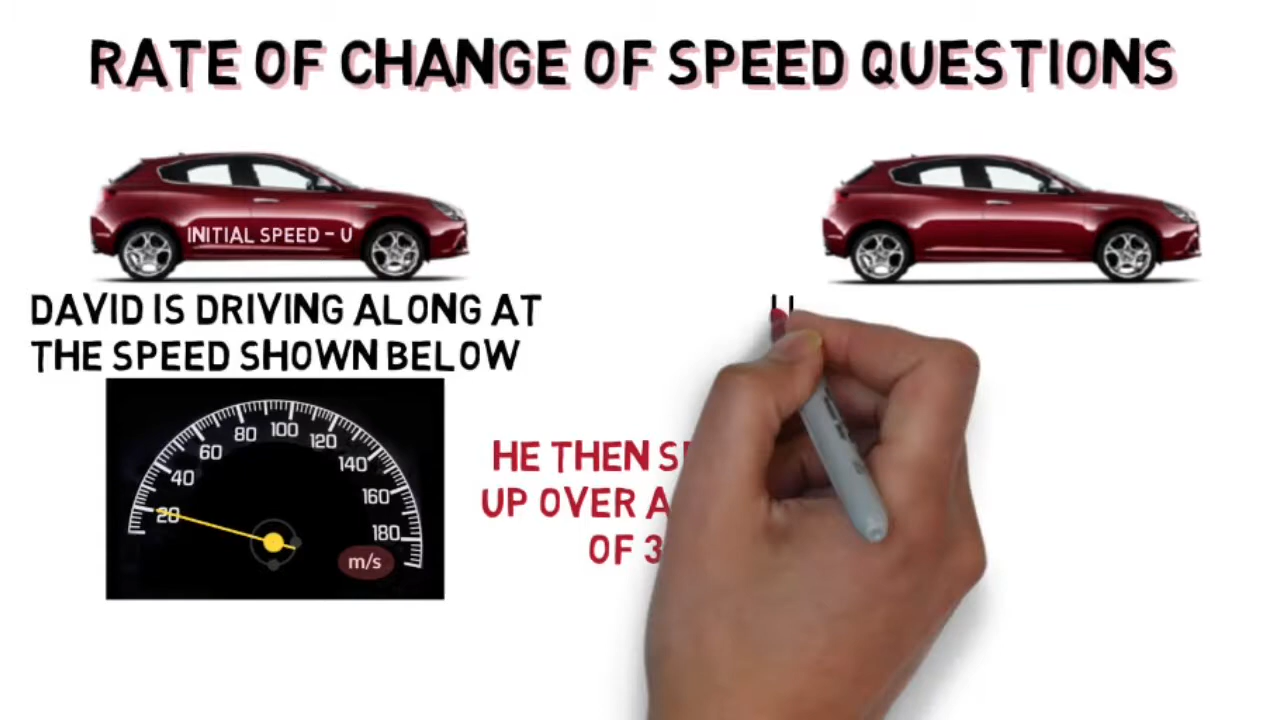 RATE OF CHANGE OF SPEED QUESTIONS
INITIAL SPEED - U
DAVID IS DRIVING ALONG AT
THE SPEED SHOWN BELOW
20
40
60
80
100
120
140
160
180
m/s
HE THEN
UP OVER A
OF 3